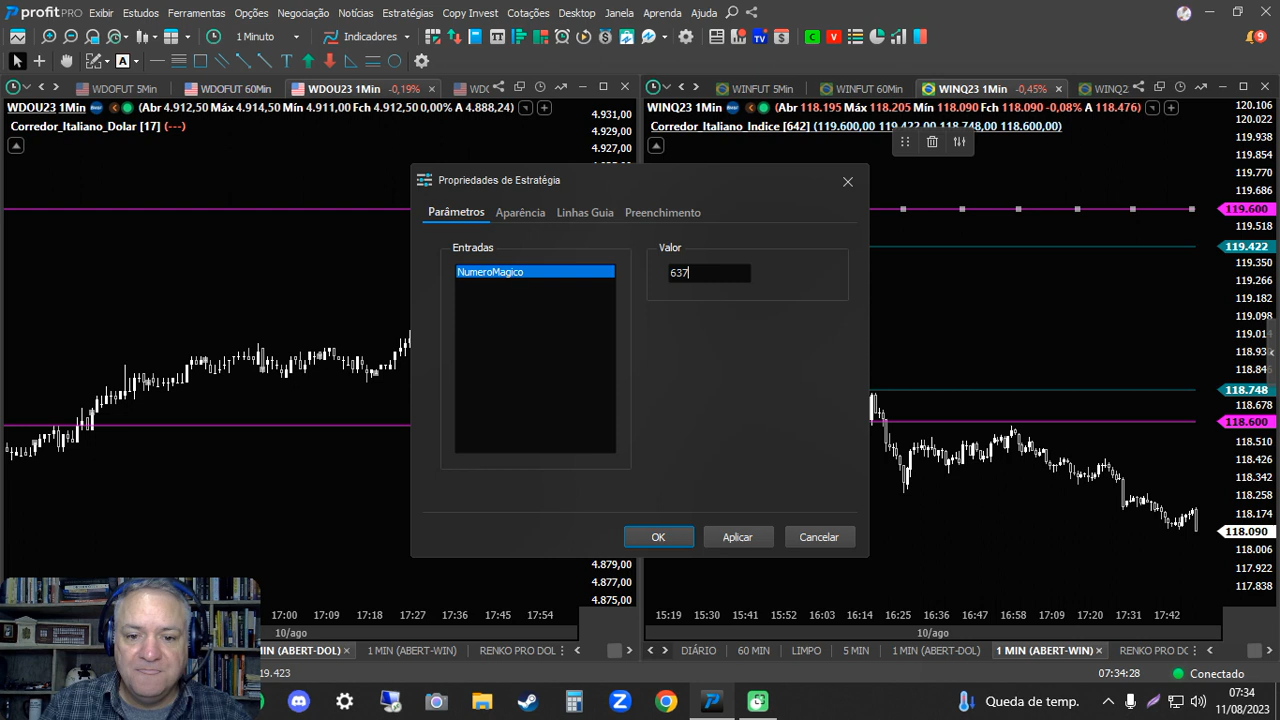 profitPRO Exibir Estudos Ferramentas Opções Negociação Notícias Estratégias Copy Invest Cotações Desktop Janela Aprenda Ajuda
1 Minuto Indicadores TV $ C V 9
A T
WDOFUT 5Min WDOFUT 60Min WDOU23 1Min -0,19% × WD
WINFUT 5Min WINFUT 60Min WINQ23 1Min -0,45% × WINQ2
WDOU23 1Min (Abr 4.912,50 Máx 4.914,50 Mín 4.911,00 Fch 4.912,50 0,00% A 4.888,24)
WINQ23 1Min (Abr 118.195 Máx 118.205 Mín 118.090 Fch 118.090 -0,08% A 118.476)
Corredor_Italiano_Dolar [17] (---)
Corredor_Italiano_Indice [642] (119.600,00 119.422,00 118.748,00 118.600,00)
4.931,00
4.929,00
4.927,00
120.106
120.022
119.938
119.854
119.770
119.686
119.600
119.518
119.422
119.350
119.266
119.182
119.098
119.014
118.93
118.846
118.748
118.678
118.600
118.510
118.426
118.342
118.258
118.174
118.090
118.006
117.922
117.838
Propriedades de Estratégia
Parâmetros Aparência Linhas Guia Preenchimento
Entradas
NumeroMagico
Valor
637
OK Aplicar Cancelar
4.879,00
4.877,00
4.875,00
17:00 17:09 17:18 17:27 17:36 17:45 17:54
10/ago
15:19 15:30 15:41 15:52 16:03 16:14 16:25 16:36 16:47 16:58 17:09 17:20 17:31 17:42
10/ago
MIN (ABERT-DOL) × 1 MIN (ABERT-WIN) RENKO PRO DOL
DIÁRIO 60 MIN LIMPO 5 MIN 1 MIN (ABERT-DOL) 1 MIN (ABERT-WIN) × RENKO PRO DO
19.423
07:34:28 Conectado
Queda de temp.
07:34
11/08/2023